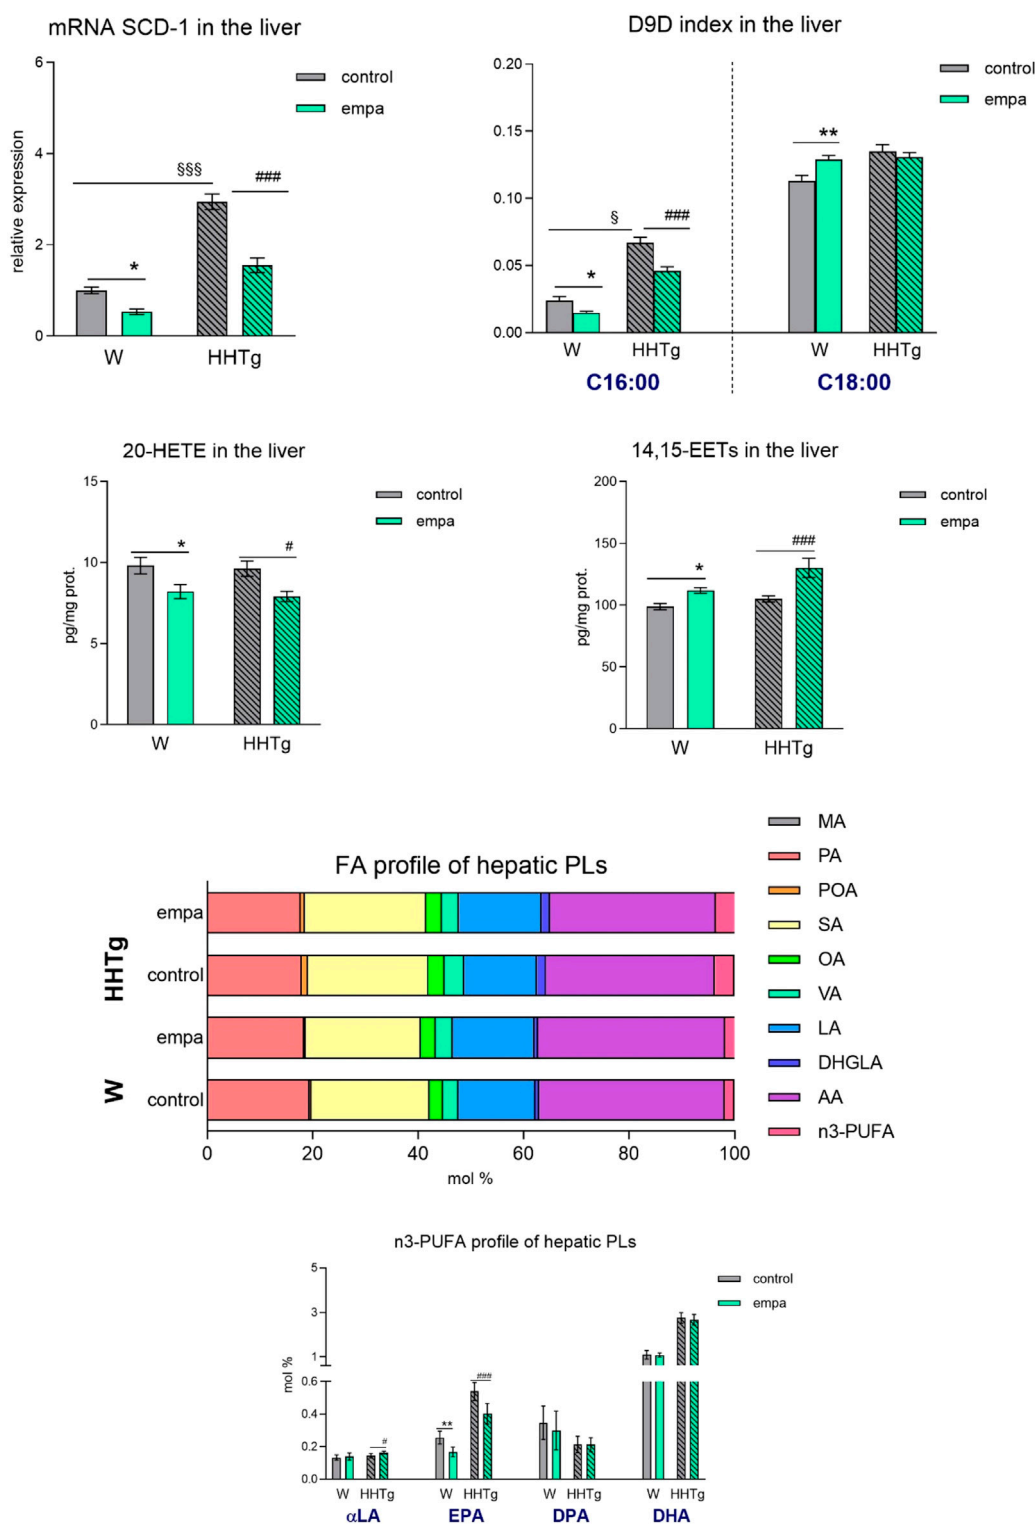 mRNA SCD-1 in the liver
control
empa
relative expression
6
4
2
0
§§§
###
*
W
HHTg
D9D index in the liver
control
empa
0.20
0.15
0.10
0.05
0.00
§
###
*
**
W
HHTg
W
HHTg
C16:00
C18:00
20-HETE in the liver
control
empa
pg/mg prot.
15
10
5
0
*
#
W
HHTg
14,15-EETs in the liver
control
empa
pg/mg prot.
200
150
100
50
0
*
###
W
HHTg
FA profile of hepatic PLs
HHTg
empa
control
W
empa
control
0 20 40 60 80 100
mol %
MA
PA
POA
SA
OA
VA
LA
DHGLA
AA
n3-PUFA
n3-PUFA profile of hepatic PLs
control
empa
mol %
5
3
1
0.6
0.4
0.2
0.0
#
**
###
W HHTg W HHTg W HHTg W HHTg
αLA EPA DPA DHA